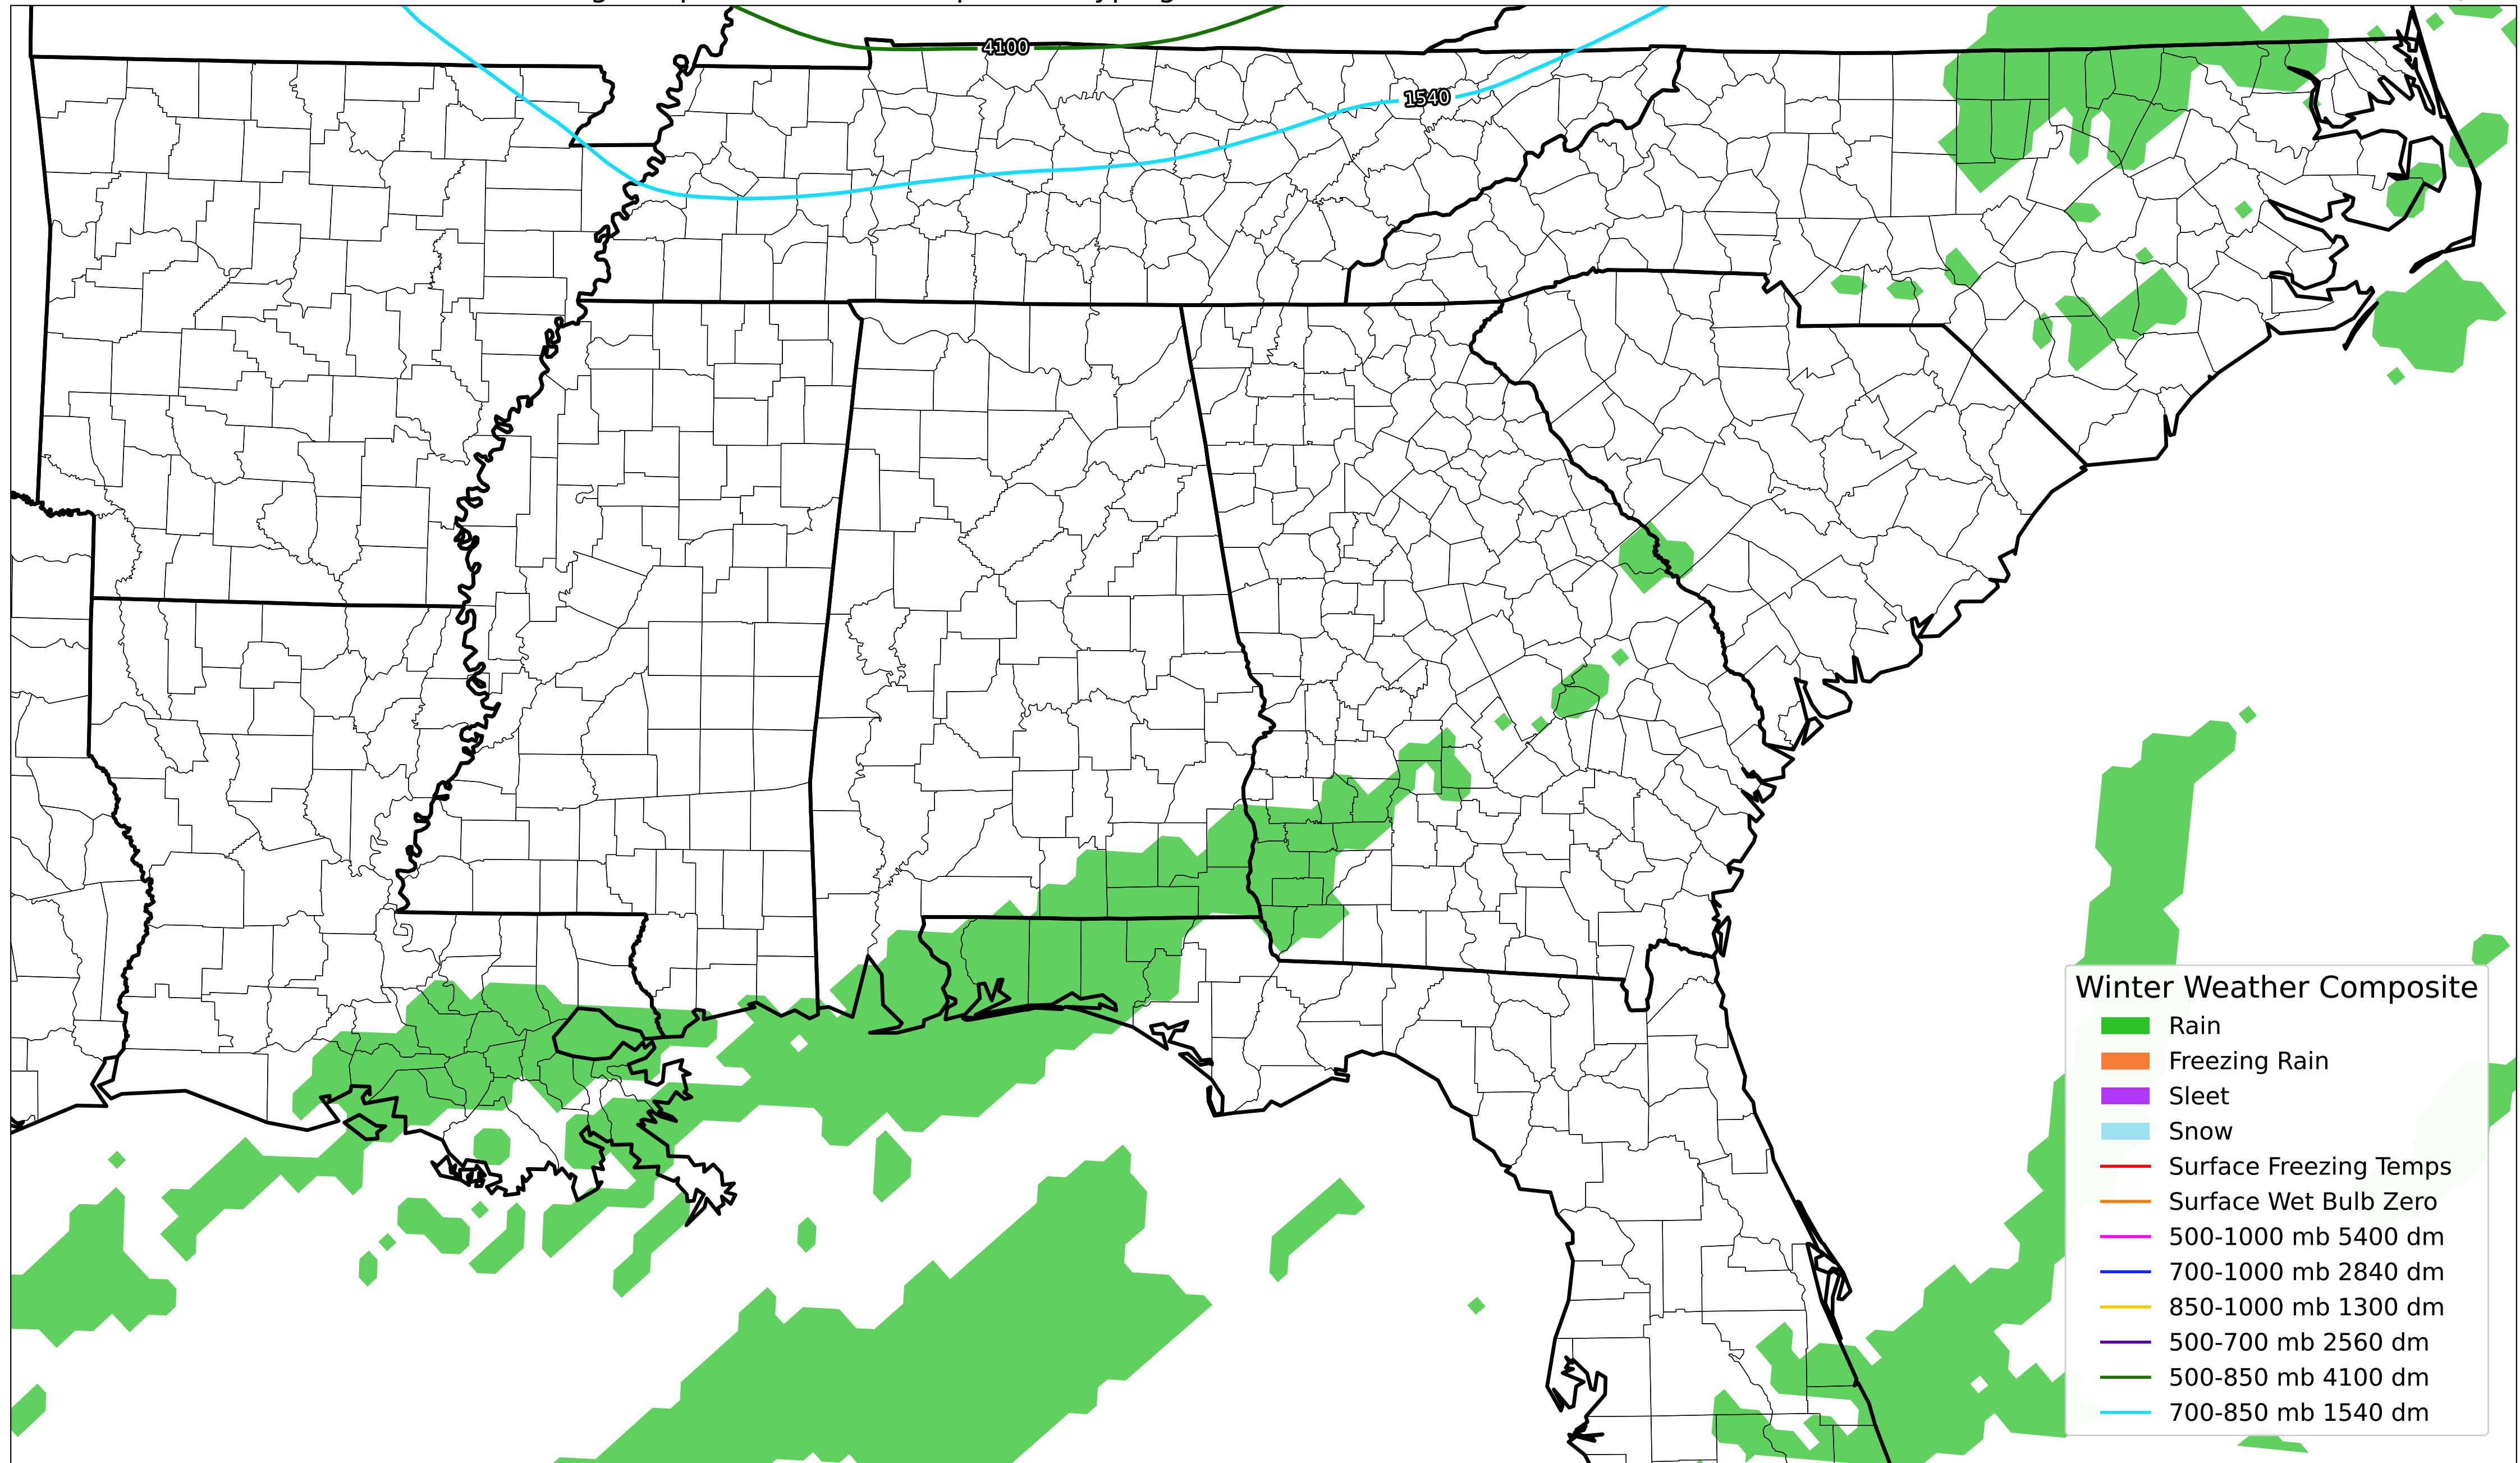 4100
1540
Winter Weather Composite
Rain
Freezing Rain
Sleet
Snow
Surface Freezing Temps
Surface Wet Bulb Zero
500-1000 mb 5400 dm
700-1000 mb 2840 dm
850-1000 mb 1300 dm
500-700 mb 2560 dm
500-850 mb 4100 dm
700-850 mb 1540 dm